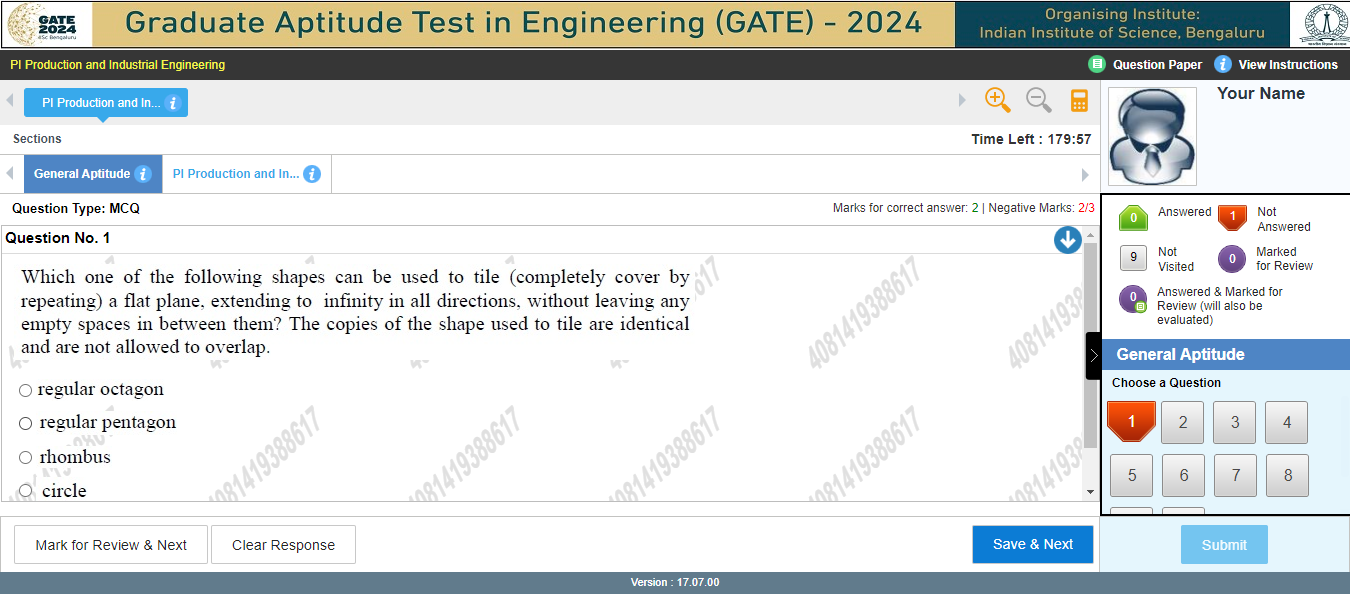 GATE
2024
IISc Bengaluru
Graduate Aptitude Test in Engineering (GATE) - 2024
Organising Institute:
Indian Institute of Science, Bengaluru
PI Production and Industrial Engineering
Question Paper
View Instructions
PI Production and In...
Sections
Time Left : 179:57
Your Name
General Aptitude
PI Production and In...
Question Type: MCQ
Marks for correct answer: 2 | Negative Marks: 2/3
Question No. 1
Which one of the following shapes can be used to tile (completely cover by
repeating) a flat plane, extending to infinity in all directions, without leaving any
empty spaces in between them? The copies of the shape used to tile are identical
and are not allowed to overlap.
regular octagon
regular pentagon
rhombus
circle
4081419388617
0 Answered
1 Not Answered
9 Not Visited
0 Marked for Review
0 Answered & Marked for
Review (will also be
evaluated)
General Aptitude
Choose a Question
1 2 3 4
5 6 7 8
Mark for Review & Next
Clear Response
Save & Next
Submit
Version : 17.07.00